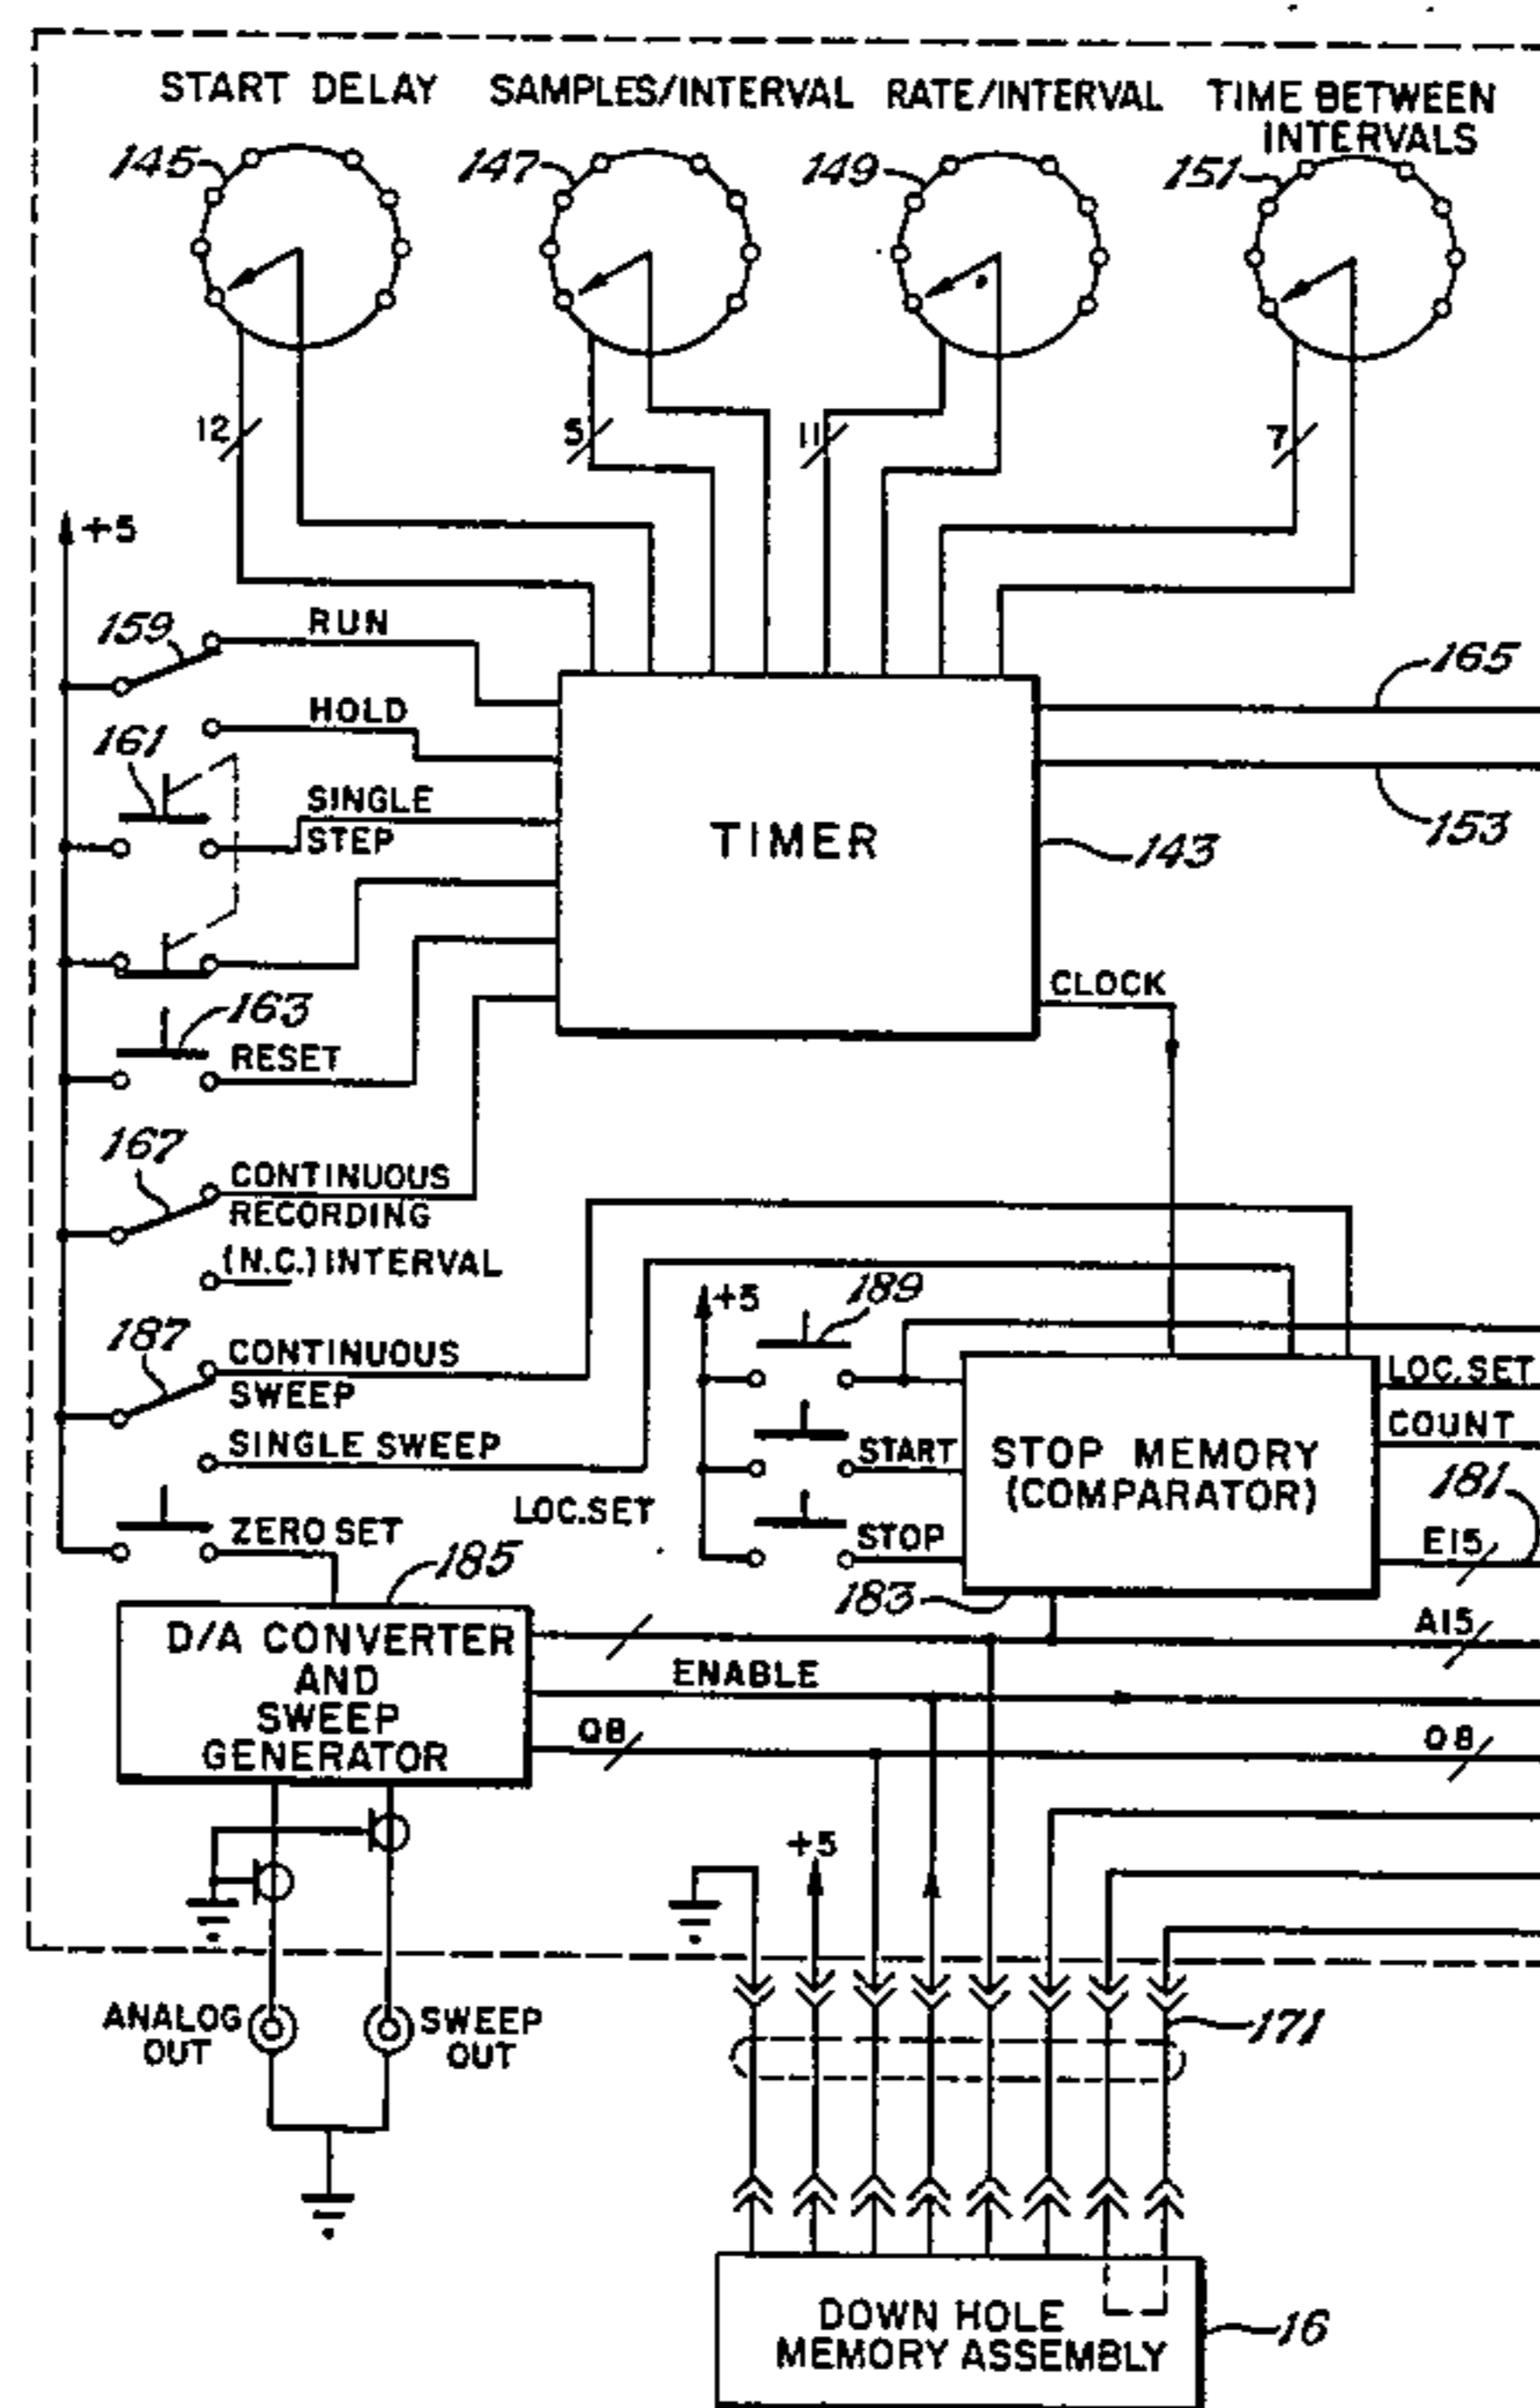 START DELAY SAMPLES/INTERVAL RATE/INTERVAL TIME BETWEEN
INTERVALS
145 147 149 151
12 5 11 7
+5
159 RUN
165
HOLD
161
SINGLE
STEP
TIMER
153
143
CLOCK
163
RESET
167
CONTINUOUS
RECORDING
(N.C.) INTERVAL
+5 189
187
CONTINUOUS
SWEEP
LOC. SET
COUNT
SINGLE SWEEP
START
STOP MEMORY
(COMPARATOR)
181
LOC. SET
ZERO SET
STOP
E15
185
183
D/A CONVERTER
AND
SWEEP
GENERATOR
A15
ENABLE
Q8
Q8
+5
ANALOG
OUT
SWEEP
OUT
171
DOWN HOLE
MEMORY ASSEMBLY
16